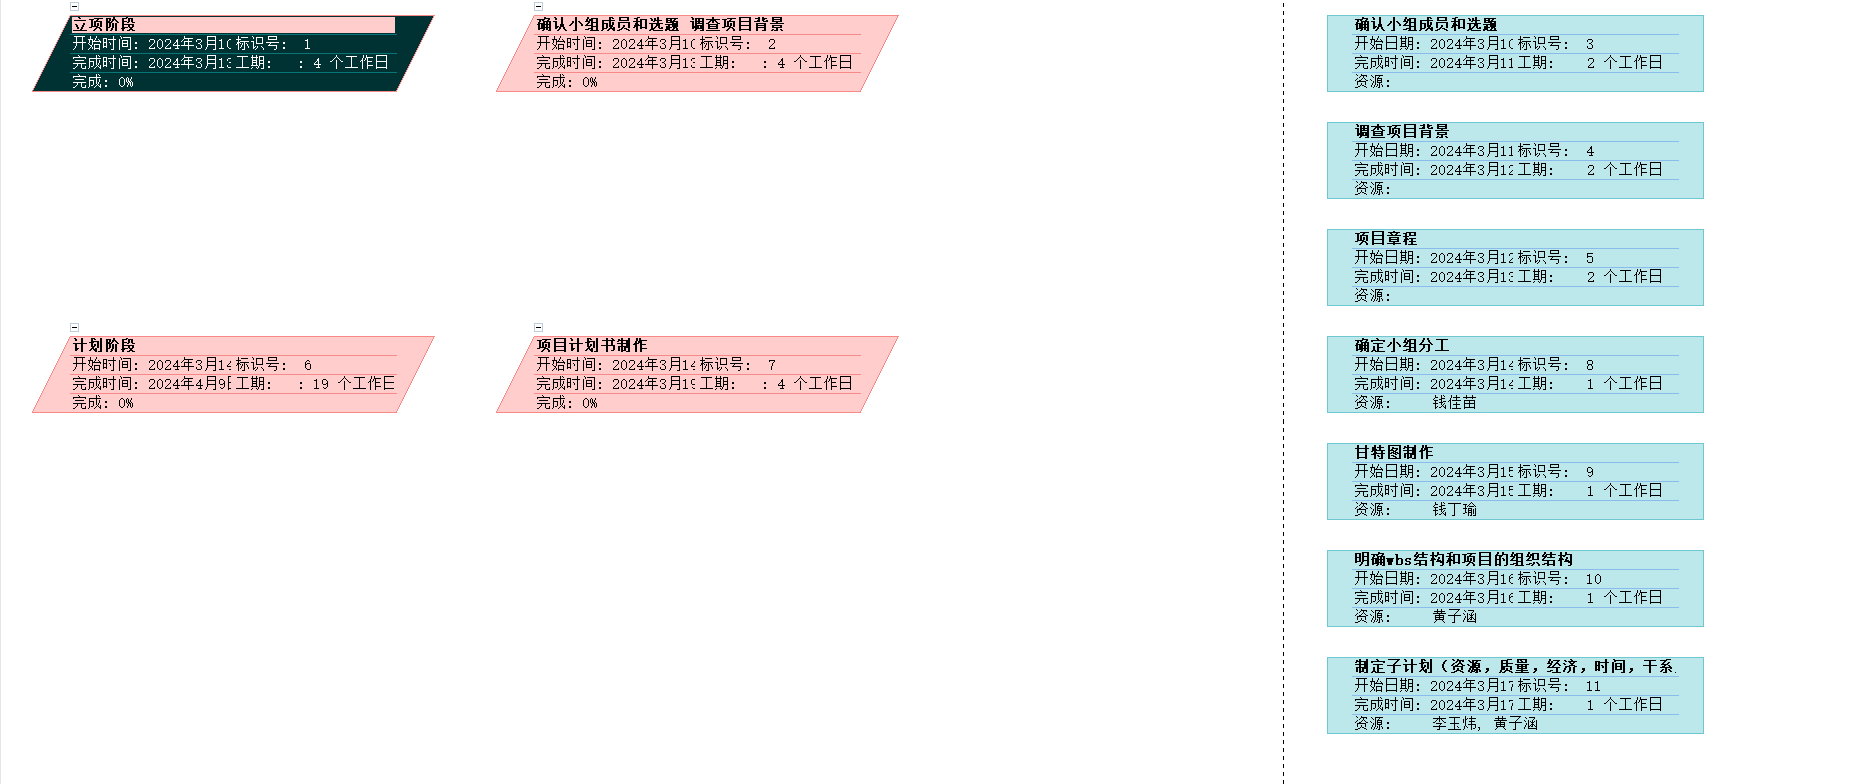 立项阶段
开始时间: 2024年3月10 标识号: 1
完成时间: 2024年3月13 工期: : 4 个工作日
完成: 0%
确认小组成员和选题 调查项目背景
开始时间: 2024年3月10 标识号: 2
完成时间: 2024年3月13 工期: : 4 个工作日
完成: 0%
确认小组成员和选题
开始日期: 2024年3月10 标识号: 3
完成时间: 2024年3月11 工期: 2 个工作日
资源:
调查项目背景
开始日期: 2024年3月11 标识号: 4
完成时间: 2024年3月12 工期: 2 个工作日
资源:
项目章程
开始日期: 2024年3月12 标识号: 5
完成时间: 2024年3月13 工期: 2 个工作日
资源:
计划阶段
开始时间: 2024年3月14 标识号: 6
完成时间: 2024年4月9日 工期: : 19 个工作日
完成: 0%
项目计划书制作
开始时间: 2024年3月14 标识号: 7
完成时间: 2024年3月19 工期: : 4 个工作日
完成: 0%
确定小组分工
开始日期: 2024年3月14 标识号: 8
完成时间: 2024年3月14 工期: 1 个工作日
资源: 钱佳苗
甘特图制作
开始日期: 2024年3月15 标识号: 9
完成时间: 2024年3月15 工期: 1 个工作日
资源: 钱丁瑜
明确wbs结构和项目的组织结构
开始日期: 2024年3月16 标识号: 10
完成时间: 2024年3月16 工期: 1 个工作日
资源: 黄子涵
制定子计划（资源，质量，经济，时间，干系
开始日期: 2024年3月17 标识号: 11
完成时间: 2024年3月17 工期: 1 个工作日
资源: 李玉炜, 黄子涵